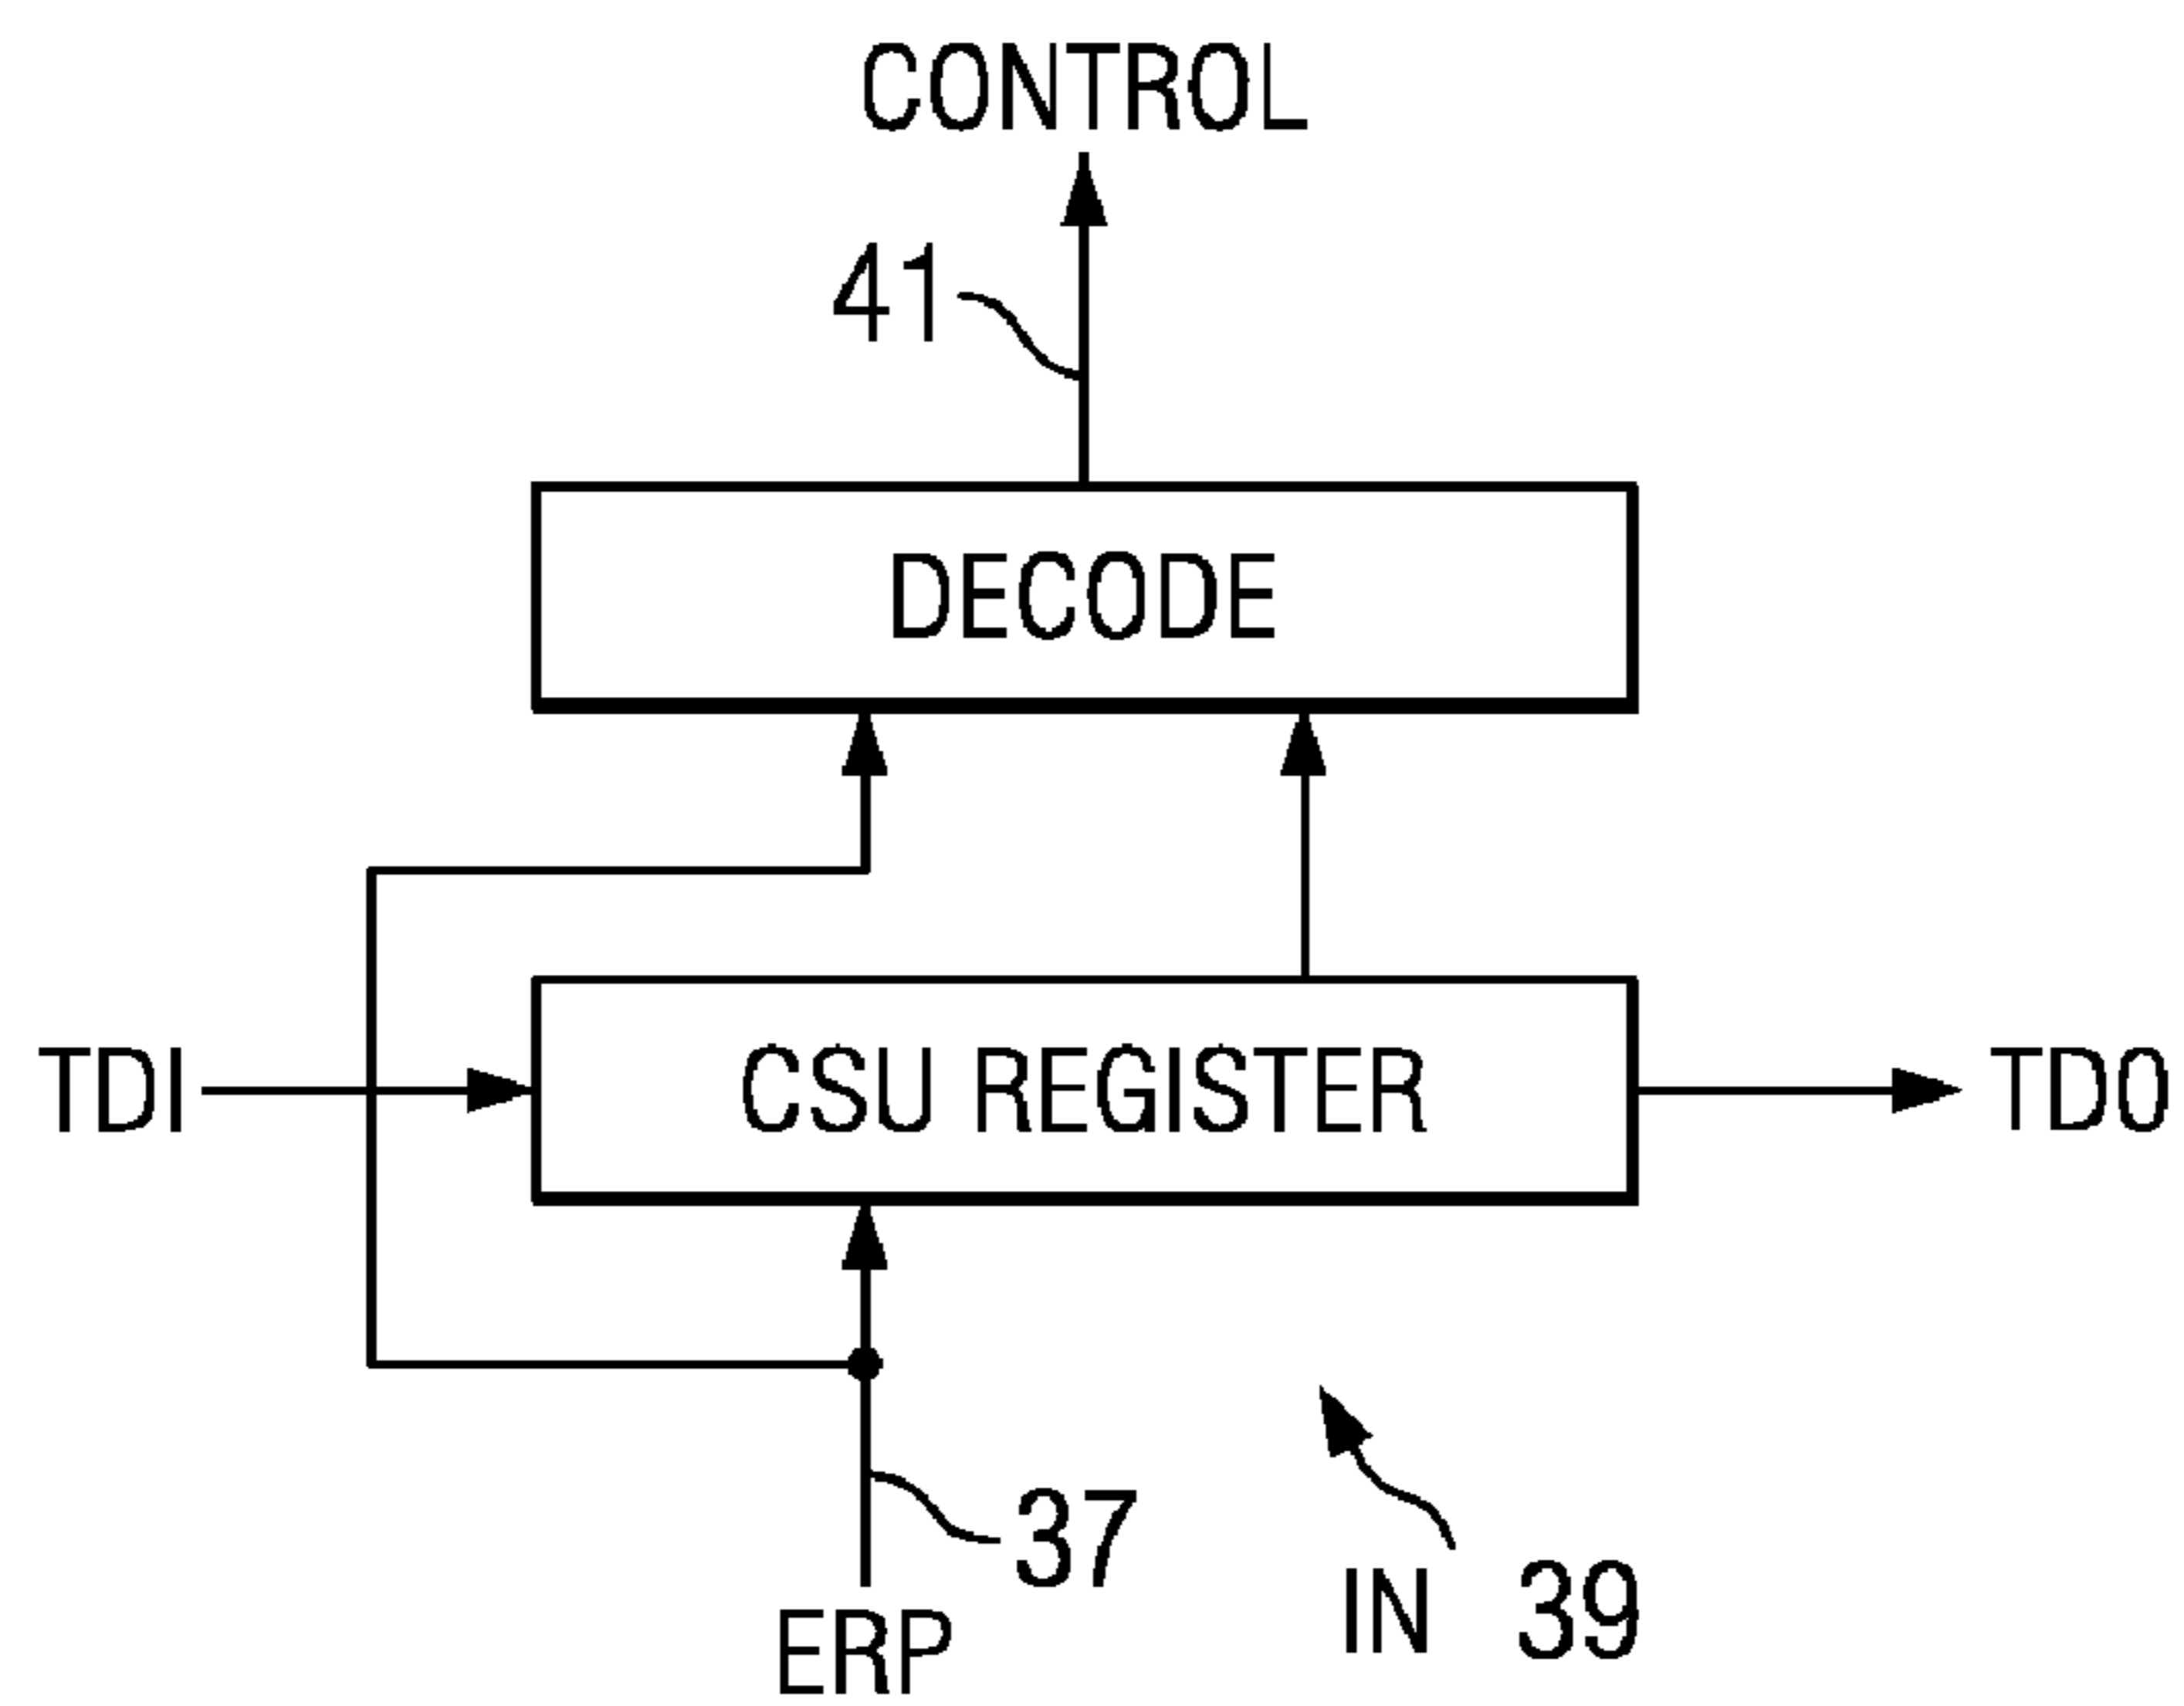 CONTROL
41
DECODE
TDI
CSU REGISTER
TDO
37
ERP
IN 39